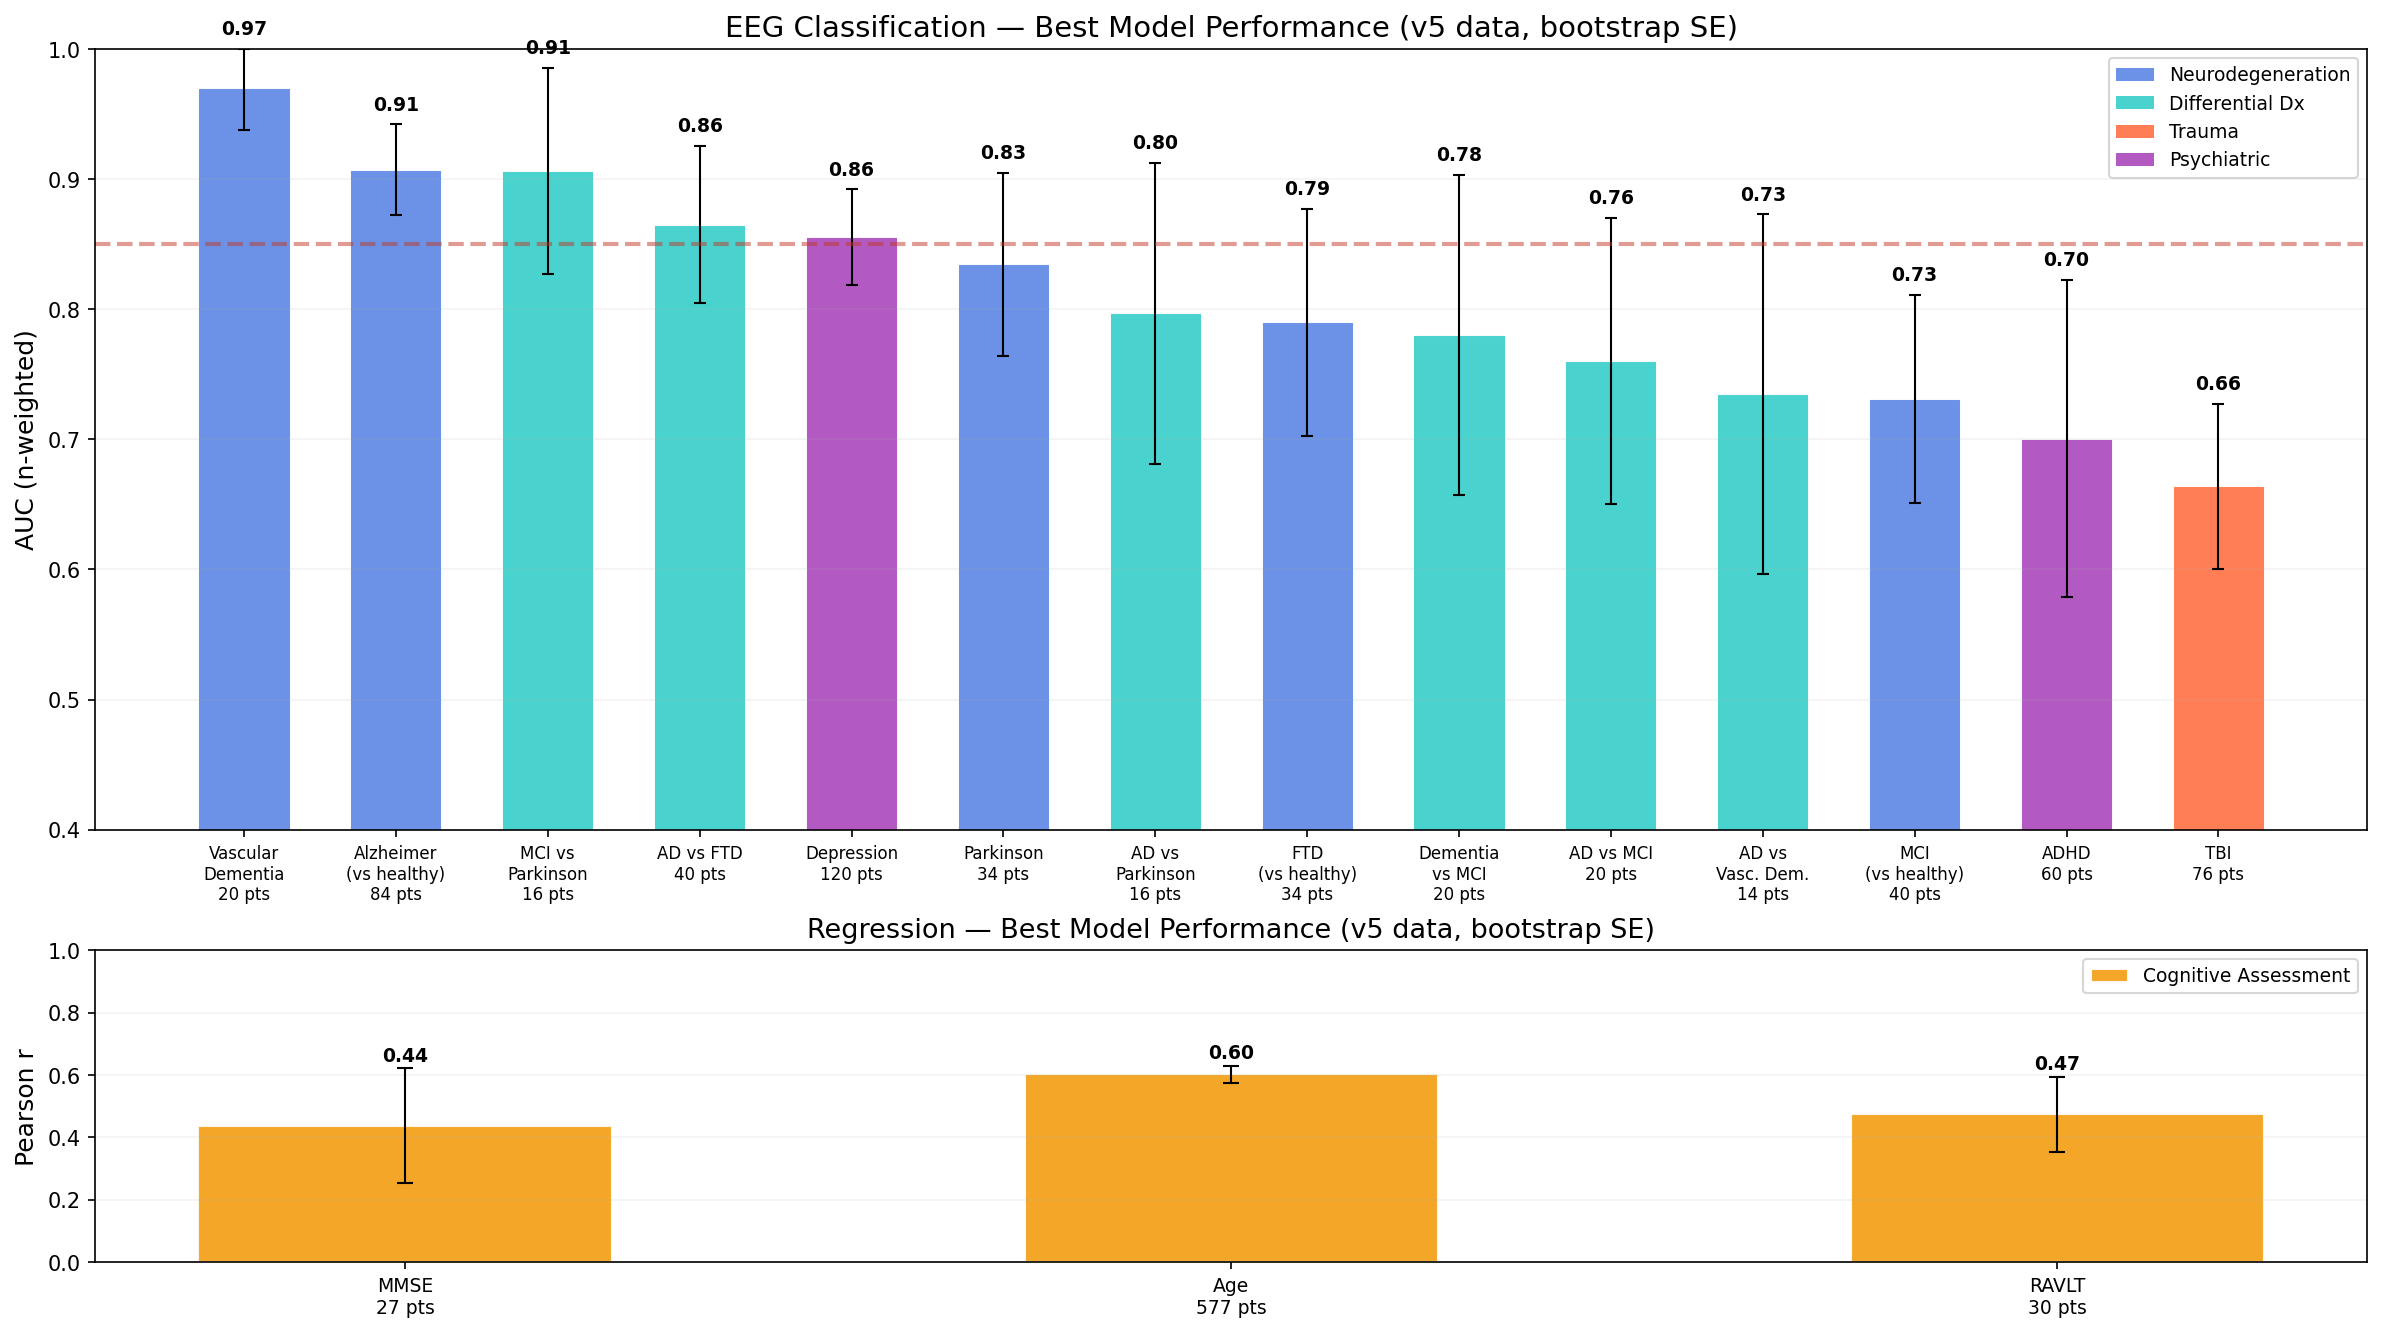 EEG Classification — Best Model Performance (v5 data, bootstrap SE)
AUC (n-weighted)
1.0
0.9
0.8
0.7
0.6
0.5
0.4
0.97
0.91
0.91
0.86
0.86
0.83
0.80
0.79
0.78
0.76
0.73
0.73
0.70
0.66
Neurodegeneration
Differential Dx
Trauma
Psychiatric
Vascular
Dementia
20 pts
Alzheimer
(vs healthy)
84 pts
MCI vs
Parkinson
16 pts
AD vs FTD
40 pts
Depression
120 pts
Parkinson
34 pts
AD vs
Parkinson
16 pts
FTD
(vs healthy)
34 pts
Dementia
vs MCI
20 pts
AD vs MCI
20 pts
AD vs
Vasc. Dem.
14 pts
MCI
(vs healthy)
40 pts
ADHD
60 pts
TBI
76 pts
Regression — Best Model Performance (v5 data, bootstrap SE)
Pearson r
1.0
0.8
0.6
0.4
0.2
0.0
0.44
0.60
0.47
Cognitive Assessment
MMSE
27 pts
Age
577 pts
RAVLT
30 pts